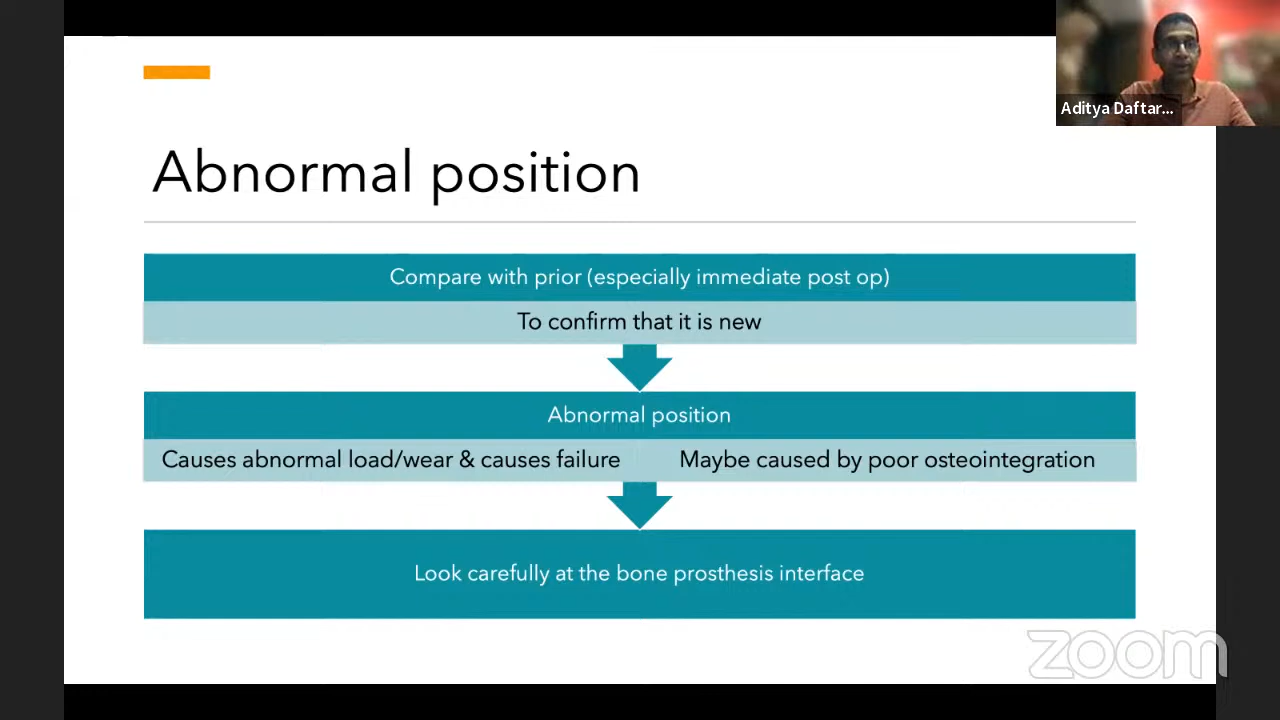 Aditya Daftar...
Abnormal position
Compare with prior (especially immediate post op)
To confirm that it is new
Abnormal position
Causes abnormal load/wear & causes failure
Maybe caused by poor osteointegration
Look carefully at the bone prosthesis interface
zoom